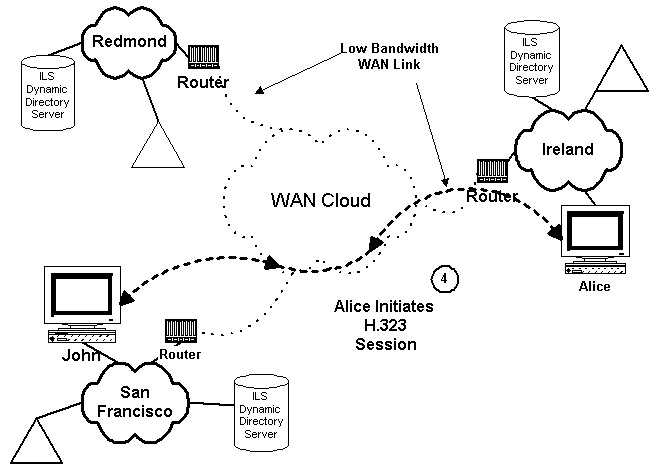 Redmond
ILS
Dynamic
Directory
Server
Router
Low Bandwidth
WAN Link
ILS
Dynamic
Directory
Server
Ireland
Router
WAN Cloud
Alice
4
Alice Initiates
H.323
Session
John
Router
San
Francisco
ILS
Dynamic
Directory
Server